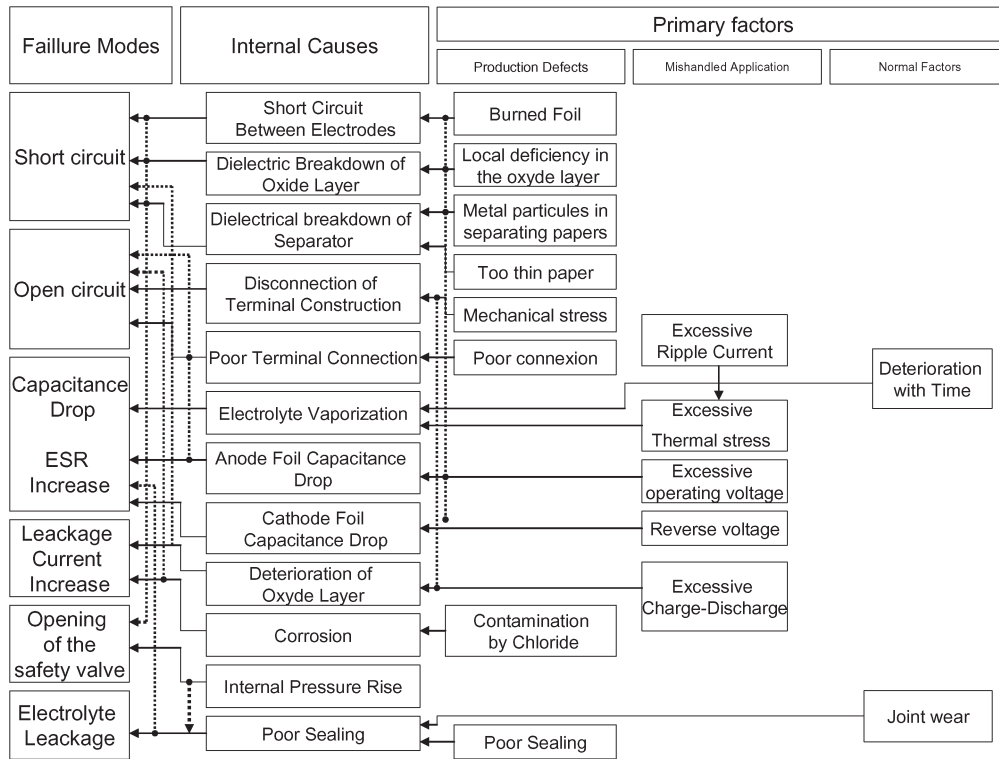 Faillure Modes
Internal Causes
Primary factors
Production Defects
Mishandled Application
Normal Factors
Short circuit
Open circuit
Capacitance
Drop
ESR
Increase
Leackage
Current
Increase
Opening
of the
safety valve
Electrolyte
Leackage
Short Circuit
Between Electrodes
Dielectric Breakdown of
Oxide Layer
Dielectrical breakdown of
Separator
Disconnection of
Terminal Construction
Poor Terminal Connection
Electrolyte Vaporization
Anode Foil Capacitance
Drop
Cathode Foil
Capacitance Drop
Deterioration of
Oxyde Layer
Corrosion
Internal Pressure Rise
Poor Sealing
Burned Foil
Local deficiency in
the oxyde layer
Metal particules in
separating papers
Too thin paper
Mechanical stress
Poor connexion
Contamination
by Chloride
Poor Sealing
Excessive
Ripple Current
Excessive
Thermal stress
Excessive
operating voltage
Reverse voltage
Excessive
Charge-Discharge
Deterioration
with Time
Joint wear